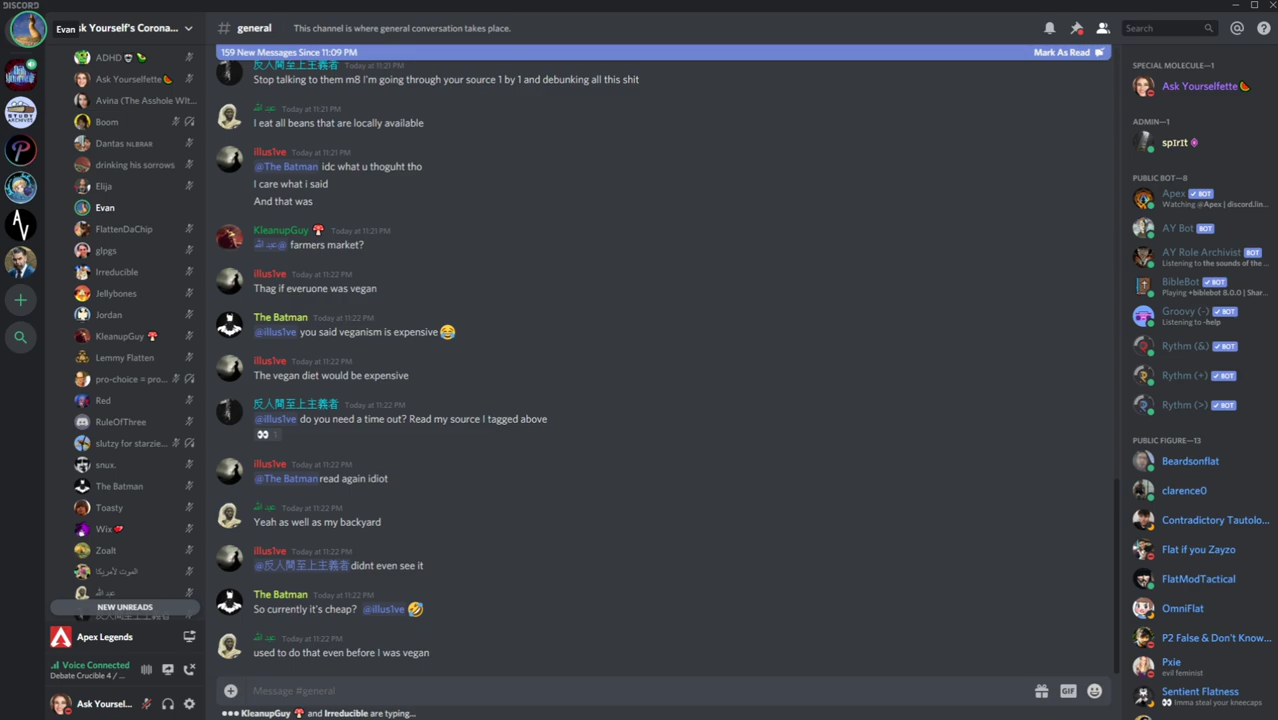 DISCORD
Evan
sk Yourself's Corona...
general
This channel is where general conversation takes place.
Search
159 New Messages Since 11:09 PM
Mark As Read
ADHD
Ask Yourselfette
Avina (The Asshole Wit...
Boom
Dantas NLBRAR
drinking his sorrows
Elija
Evan
FlattenDaChip
glpgs
Irreducible
Jellybones
Jordan
KleanupGuy
Lemmy Flatten
pro-choice = pro...
Red
RuleOfThree
slutzy for starzie...
snux.
The Batman
Toasty
Wix
Zoalt
الموت لأمريكا
عبد الله
NEW UNREADS
Apex Legends
Voice Connected
Debate Crucible 4 / ...
Ask Yoursel...
反人間至上主義者 Today at 11:21 PM
Stop talking to them m8 I'm going through your source 1 by 1 and debunking all this shit
عبد الله Today at 11:21 PM
I eat all beans that are locally available
illus1ve Today at 11:21 PM
@The Batman idc what u thoguht tho
I care what i said
And that was
KleanupGuy Today at 11:21 PM
@عبد الله farmers market?
illus1ve Today at 11:22 PM
Thag if everuone was vegan
The Batman Today at 11:22 PM
@illus1ve you said veganism is expensive
illus1ve Today at 11:22 PM
The vegan diet would be expensive
反人間至上主義者 Today at 11:22 PM
@illus1ve do you need a time out? Read my source I tagged above
1
illus1ve Today at 11:22 PM
@The Batman read again idiot
عبد الله Today at 11:22 PM
Yeah as well as my backyard
illus1ve Today at 11:22 PM
@反人間至上主義者 didnt even see it
The Batman Today at 11:22 PM
So currently it's cheap? @illus1ve
عبد الله Today at 11:22 PM
used to do that even before I was vegan
Message #general
GIF
KleanupGuy and Irreducible are typing...
SPECIAL MOLECULE—1
Ask Yourselfette
ADMIN—1
sp1r1t
PUBLIC BOT—8
Apex BOT
Watching @Apex | discord.lin...
AY Bot BOT
AY Role Archivist BOT
Listening to the sounds of the...
BibleBot BOT
Playing +biblebot 8.0.0 | Shar...
Groovy (-) BOT
Listening to -help
Rythm (&) BOT
Rythm (+) BOT
Rythm (>) BOT
PUBLIC FIGURE—13
Beardsonflat
clarence0
Contradictory Tautolo...
Flat if you Zayzo
FlatModTactical
OmniFlat
P2 False & Don't Know...
Pxie
evil feminist
Sentient Flatness
Imma steal your kneecaps